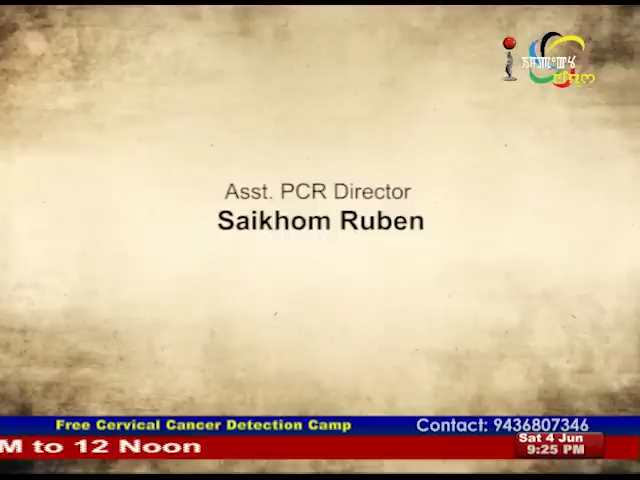 Asst. PCR Director
Saikhom Ruben
Free Cervical Cancer Detection Camp
Contact: 9436807346
M to 12 Noon
Sat 4 Jun
9:25 PM